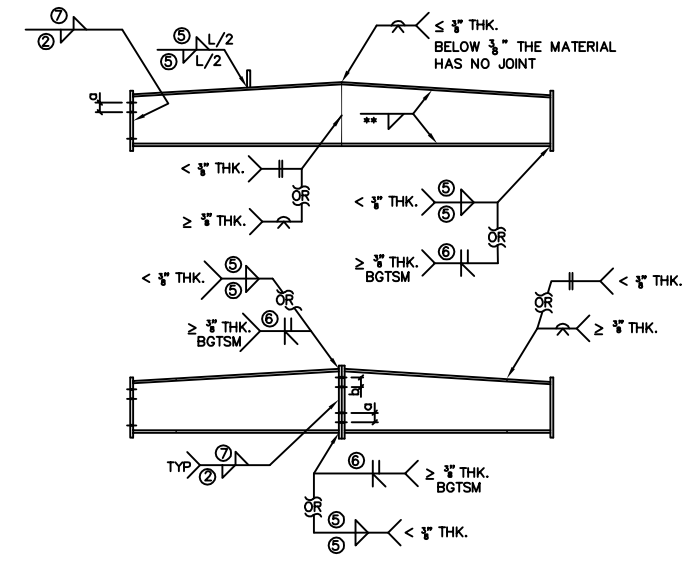 ⑦
②
⑤ L/2
⑤ L/2
≤ 3/8" THK.
BELOW 3/8" THE MATERIAL
HAS NO JOINT
a
**
< 3/8" THK.
OR
≥ 3/8" THK.
< 3/8" THK. ⑤
⑤
OR
≥ 3/8" THK. ⑥
BGTSM
< 3/8" THK. ⑤
⑤
OR
≥ 3/8" THK. ⑥
BGTSM
< 3/8" THK.
OR
≥ 3/8" THK.
b
a
TYP ⑦
②
⑥ ≥ 3/8" THK.
BGTSM
OR
⑤ < 3/8" THK.
⑤